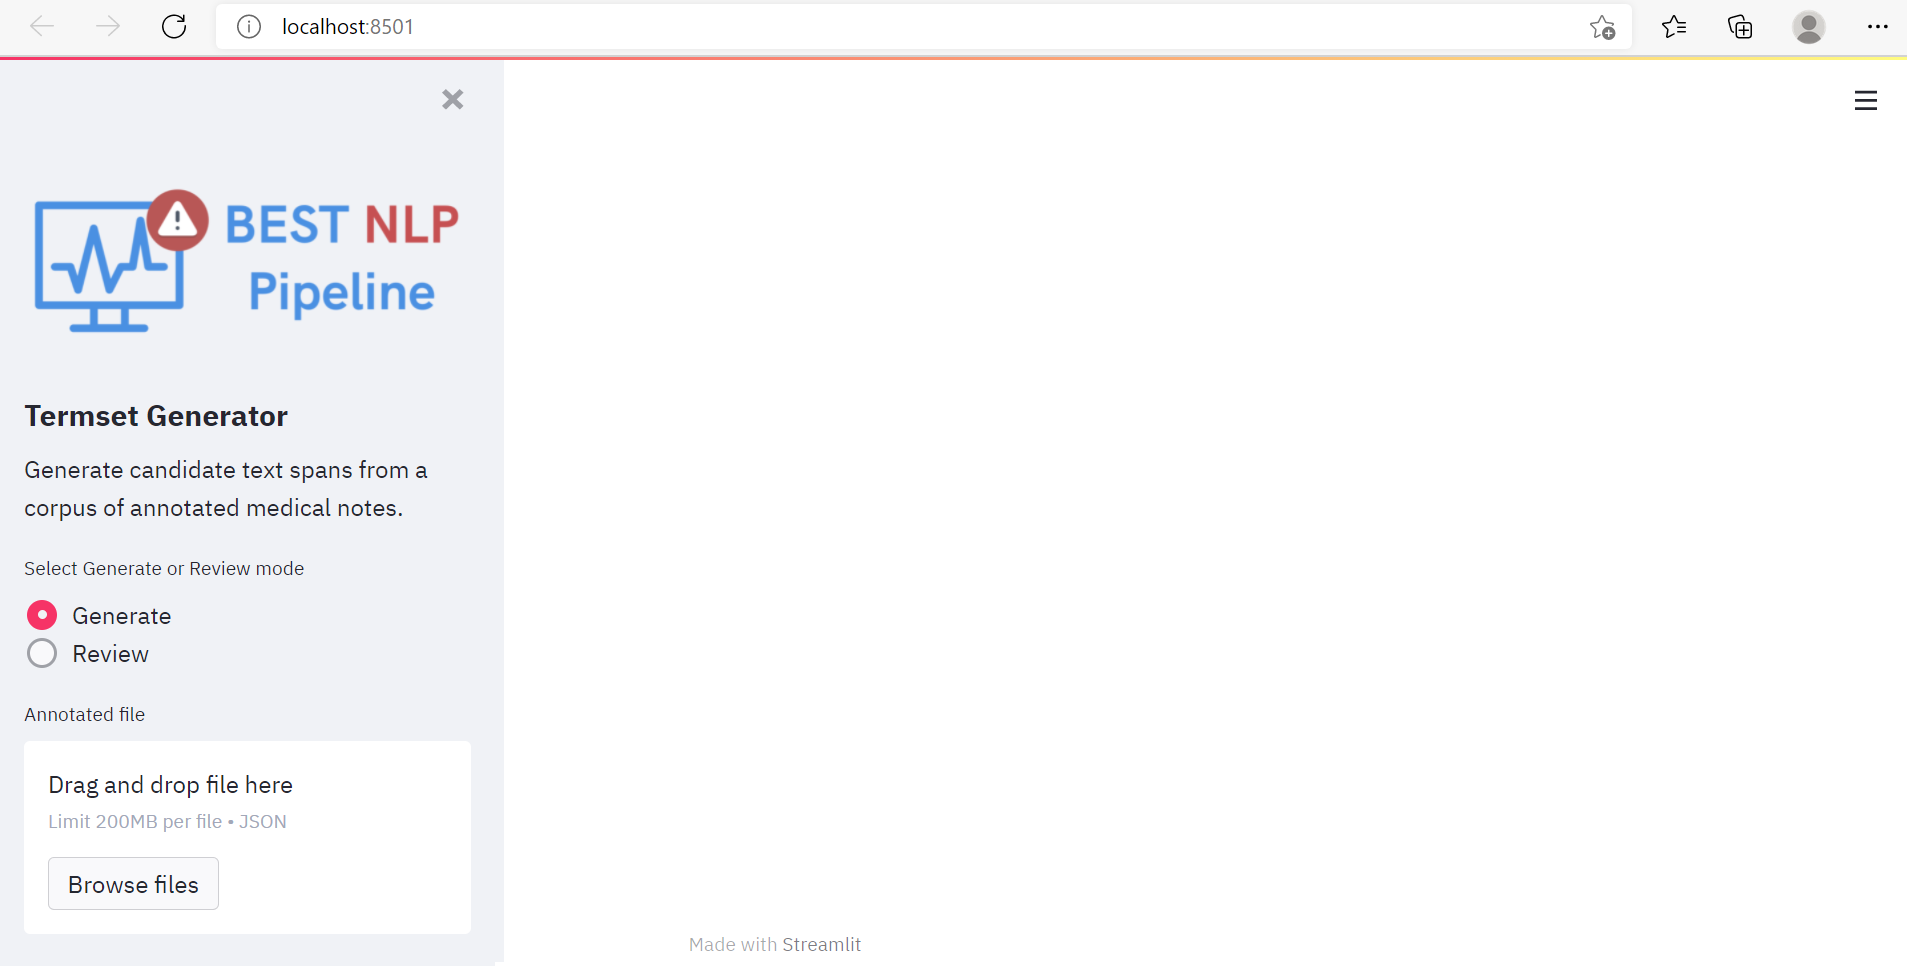 localhost:8501
BEST NLP
Pipeline
Termset Generator
Generate candidate text spans from a
corpus of annotated medical notes.
Select Generate or Review mode
Generate
Review
Annotated file
Drag and drop file here
Limit 200MB per file • JSON
Browse files
Made with Streamlit